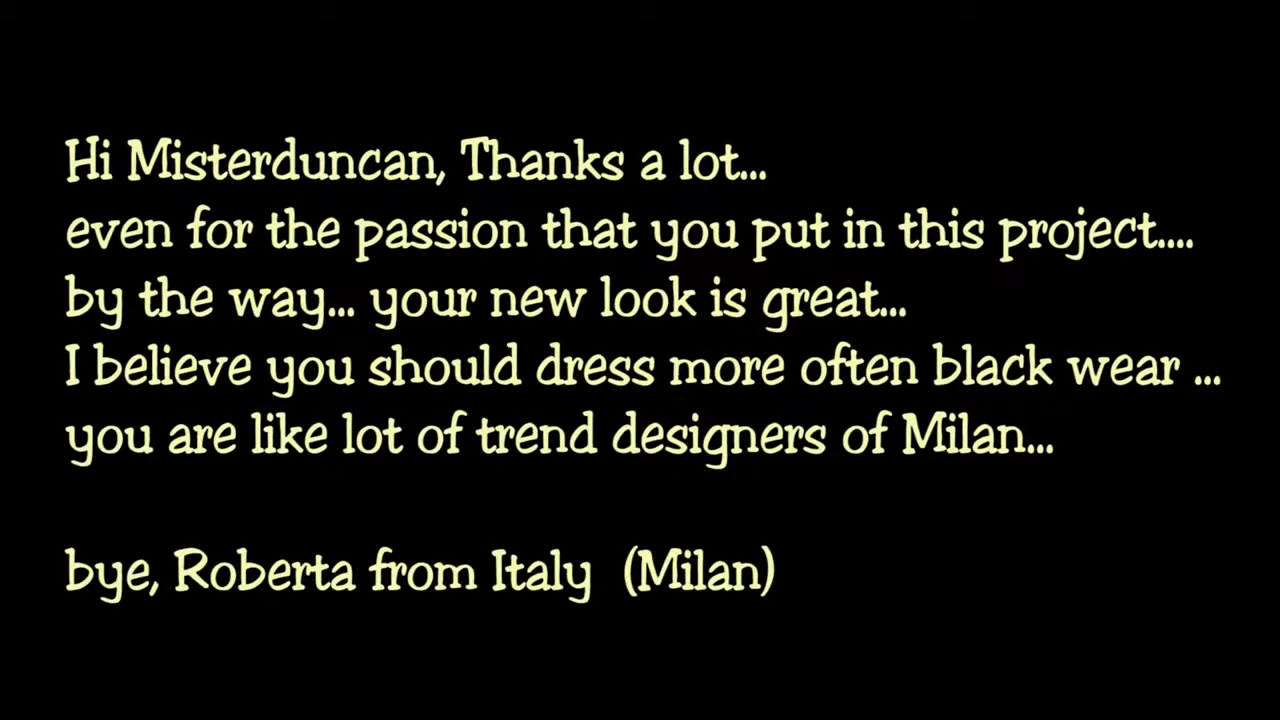 Hi Misterduncan, Thanks a lot...
even for the passion that you put in this project....
by the way... your new look is great...
I believe you should dress more often black wear ...
you are like lot of trend designers of Milan...
bye, Roberta from Italy (Milan)